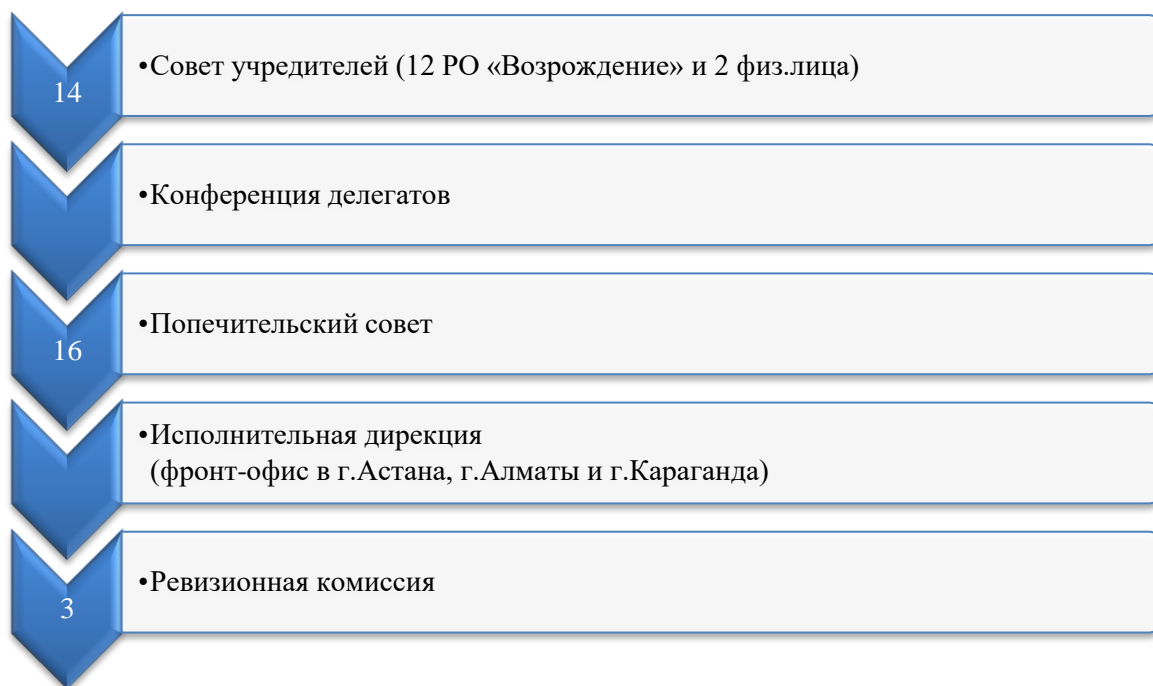 14
•Совет учредителей (12 РО «Возрождение» и 2 физ.лица)
•Конференция делегатов
16
•Попечительский совет
•Исполнительная дирекция
(фронт-офис в г.Астана, г.Алматы и г.Караганда)
3
•Ревизионная комиссия